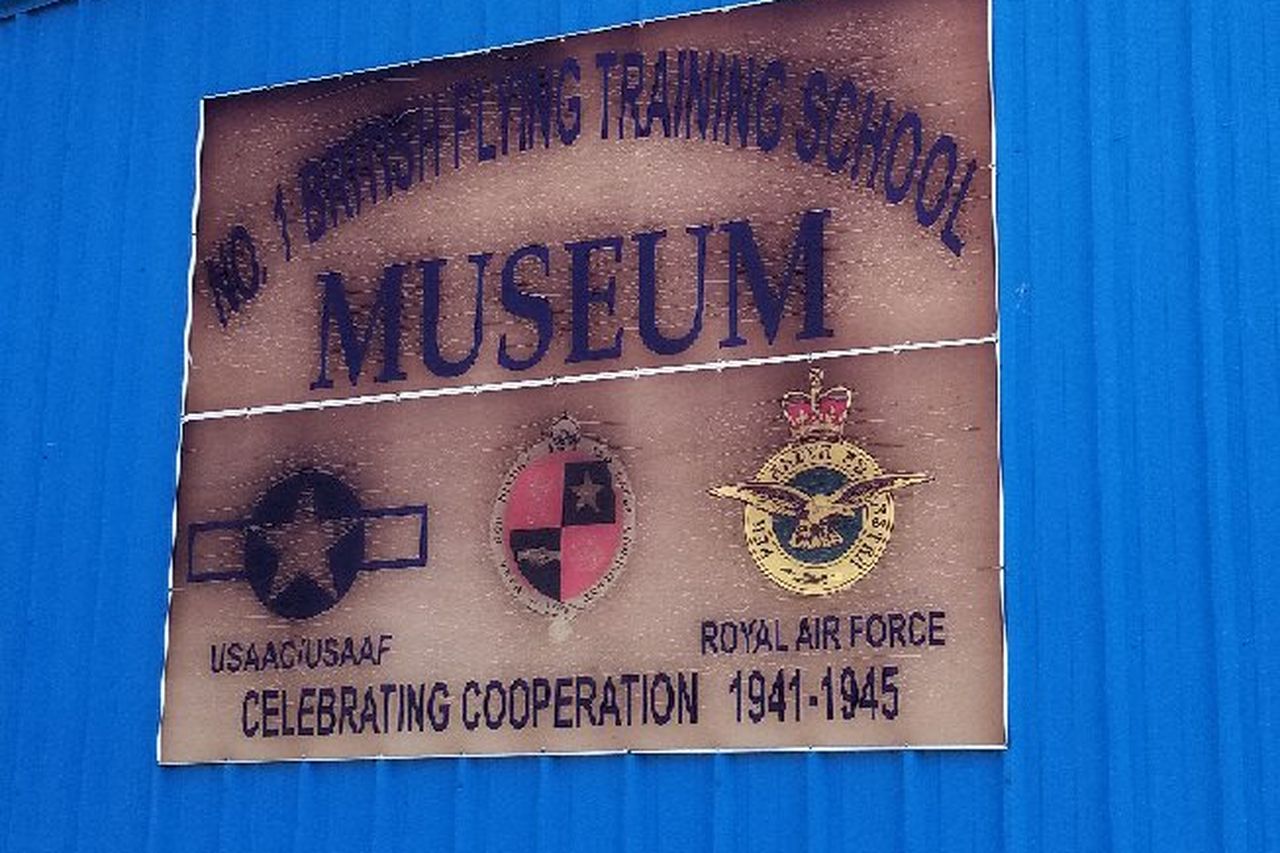 NO. 1 BRITISH FLYING TRAINING SCHOOL
MUSEUM
USAAC/USAAF
ROYAL AIR FORCE
CELEBRATING COOPERATION 1941-1945